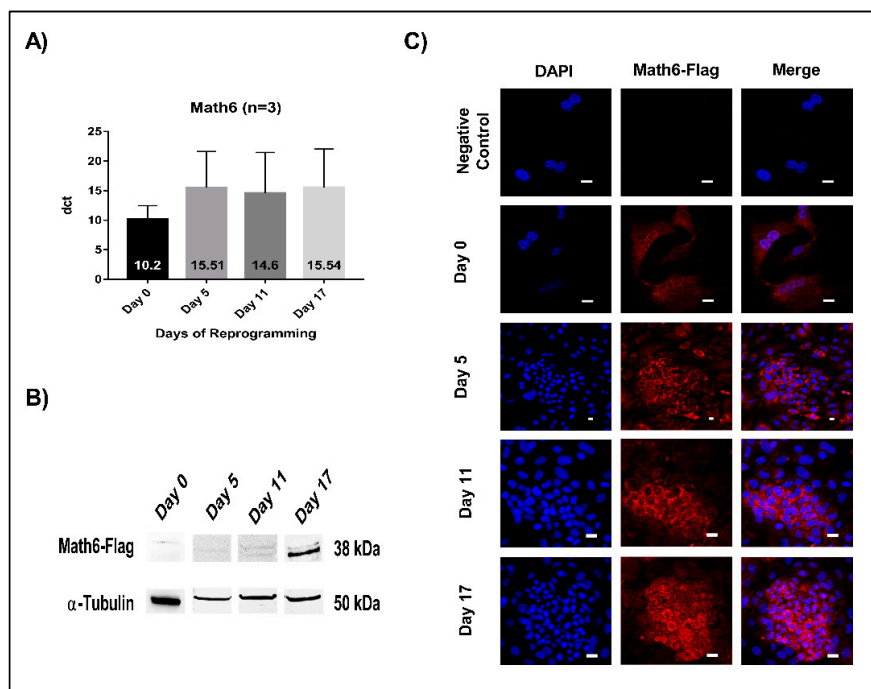 A)
Math6 (n=3)
dct
25
20
15
10
5
0
10.2 15.51 14.6 15.54
Day 0 Day 5 Day 11 Day 17
Days of Reprogramming
B)
Day 0 Day 5 Day 11 Day 17
Math6-Flag 38 kDa
α-Tubulin 50 kDa
C)
DAPI Math6-Flag Merge
Negative
Control
Day 0
Day 5
Day 11
Day 17